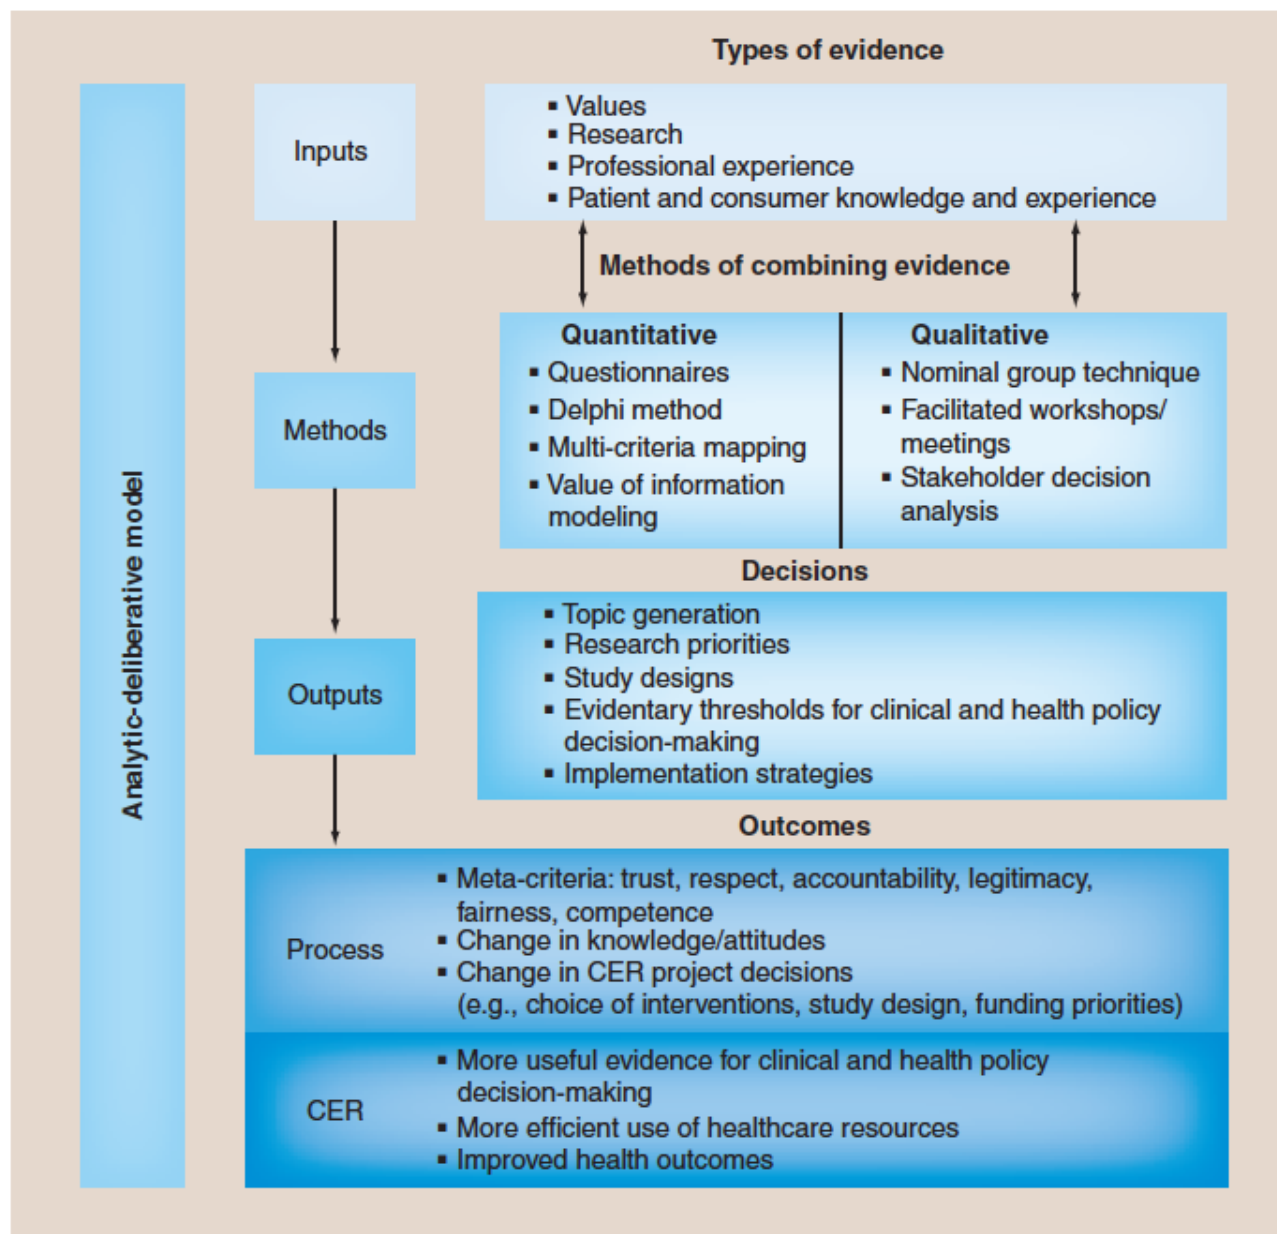 Types of evidence
Analytic-deliberative model
Inputs
▪ Values
▪ Research
▪ Professional experience
▪ Patient and consumer knowledge and experience
Methods of combining evidence
Methods
Quantitative
▪ Questionnaires
▪ Delphi method
▪ Multi-criteria mapping
▪ Value of information
modeling
Qualitative
▪ Nominal group technique
▪ Facilitated workshops/
meetings
▪ Stakeholder decision
analysis
Decisions
Outputs
▪ Topic generation
▪ Research priorities
▪ Study designs
▪ Evidentary thresholds for clinical and health policy
decision-making
▪ Implementation strategies
Outcomes
Process
▪ Meta-criteria: trust, respect, accountability, legitimacy,
fairness, competence
▪ Change in knowledge/attitudes
▪ Change in CER project decisions
(e.g., choice of interventions, study design, funding priorities)
CER
▪ More useful evidence for clinical and health policy
decision-making
▪ More efficient use of healthcare resources
▪ Improved health outcomes